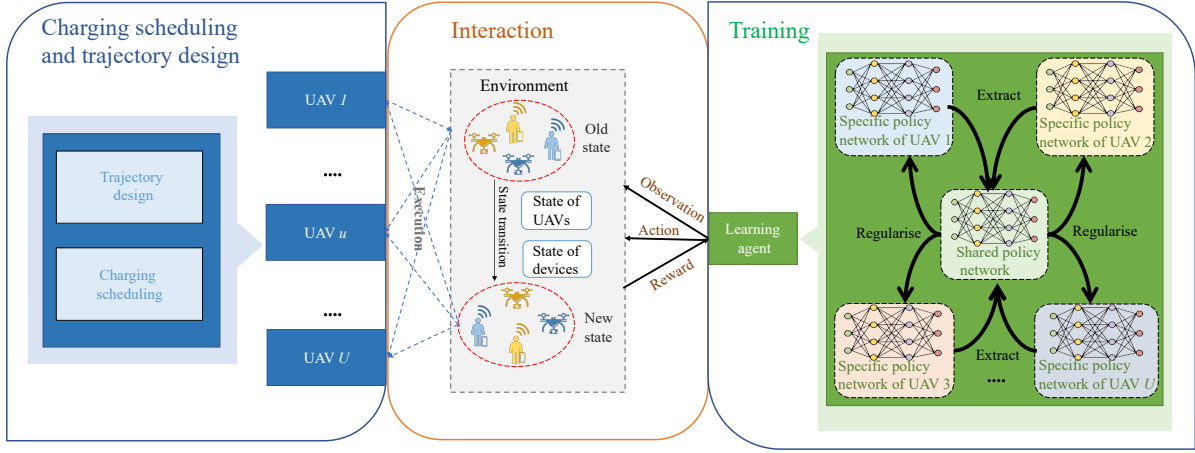 Charging scheduling
and trajectory design
Trajectory
design
Charging
scheduling
UAV 1
....
UAV u
....
UAV U
Interaction
Execution
Environment
Old
state
State transition
State of
UAVs
State of
devices
New
state
Observation
Action
Reward
Training
Learning
agent
Specific policy
network of UAV 1
Extract
Specific policy
network of UAV 2
Regularise
Shared policy
network
Regularise
Specific policy
network of UAV 3
Extract
....
Specific policy
network of UAV U